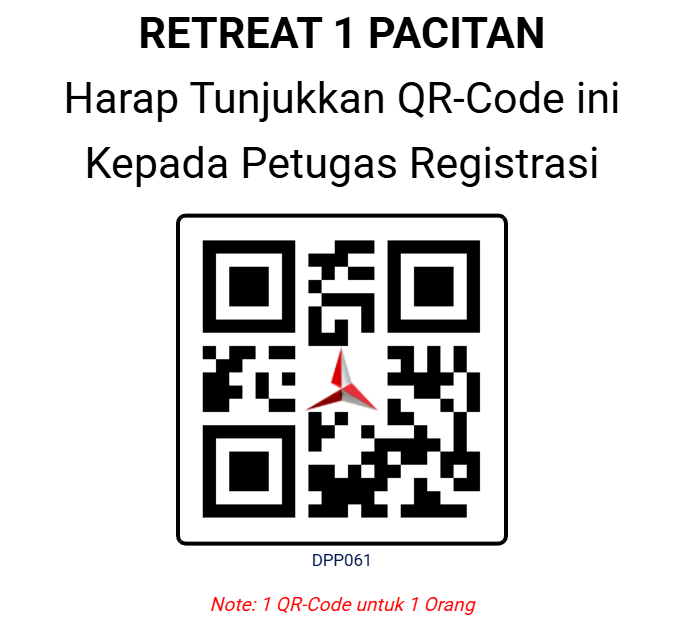 RETREAT 1 PACITAN
Harap Tunjukkan QR-Code ini
Kepada Petugas Registrasi
DPP061
Note: 1 QR-Code untuk 1 Orang